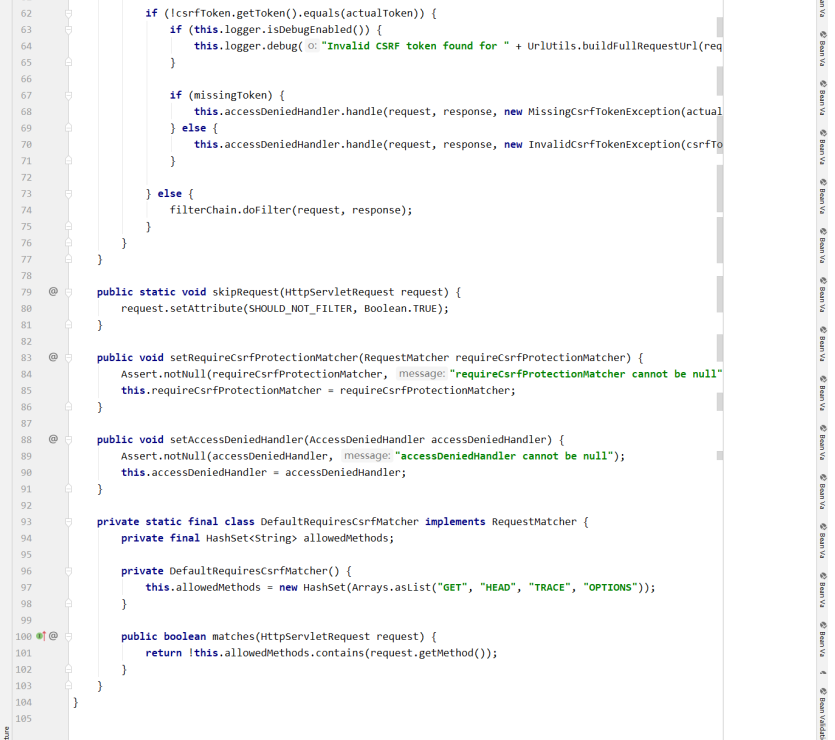 62 if (!csrfToken.getToken().equals(actualToken)) {
63 if (this.logger.isDebugEnabled()) {
64 this.logger.debug( o: "Invalid CSRF token found for " + UrlUtils.buildFullRequestUrl(req
65 }
66
67 if (missingToken) {
68 this.accessDeniedHandler.handle(request, response, new MissingCsrfTokenException(actual
69 } else {
70 this.accessDeniedHandler.handle(request, response, new InvalidCsrfTokenException(csrfTo
71 }
72
73 } else {
74 filterChain.doFilter(request, response);
75 }
76 }
77 }
78
79 @ public static void skipRequest(HttpServletRequest request) {
80 request.setAttribute(SHOULD_NOT_FILTER, Boolean.TRUE);
81 }
82
83 @ public void setRequireCsrfProtectionMatcher(RequestMatcher requireCsrfProtectionMatcher) {
84 Assert.notNull(requireCsrfProtectionMatcher, message: "requireCsrfProtectionMatcher cannot be null"
85 this.requireCsrfProtectionMatcher = requireCsrfProtectionMatcher;
86 }
87
88 @ public void setAccessDeniedHandler(AccessDeniedHandler accessDeniedHandler) {
89 Assert.notNull(accessDeniedHandler, message: "accessDeniedHandler cannot be null");
90 this.accessDeniedHandler = accessDeniedHandler;
91 }
92
93 private static final class DefaultRequiresCsrfMatcher implements RequestMatcher {
94 private final HashSet<String> allowedMethods;
95
96 private DefaultRequiresCsrfMatcher() {
97 this.allowedMethods = new HashSet(Arrays.asList("GET", "HEAD", "TRACE", "OPTIONS"));
98 }
99
100 @ public boolean matches(HttpServletRequest request) {
101 return !this.allowedMethods.contains(request.getMethod());
102 }
103 }
104 }
105
ture
an Va
Bean Va
Bean Va
Bean Va
Bean Va
Bean Va
Bean Va
Bean Va
Bean Va
Bean Va
Bean Va
Bean Va
Bean Va
Bean Va
Bean Validati